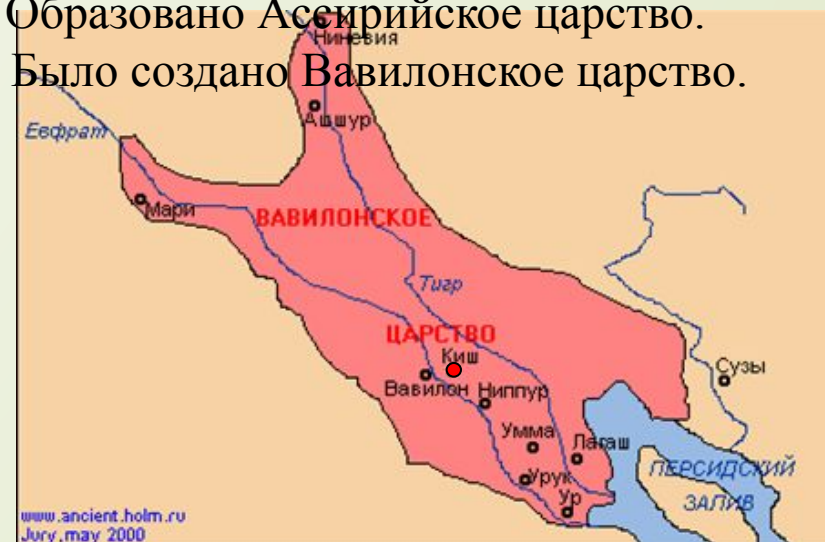 Образовано Ассирийское царство.
Ниневия
Было создано Вавилонское царство.
Ашшур
Евфрат
Мари
ВАВИЛОНСКОЕ
Тигр
ЦАРСТВО
Киш
Сузы
Вавилон
Ниппур
Умма
Лагаш
ПЕРСИДСКИЙ
Урук
Ур
ЗАЛИВ
www.ancient.holm.ru
Jury,may 2000